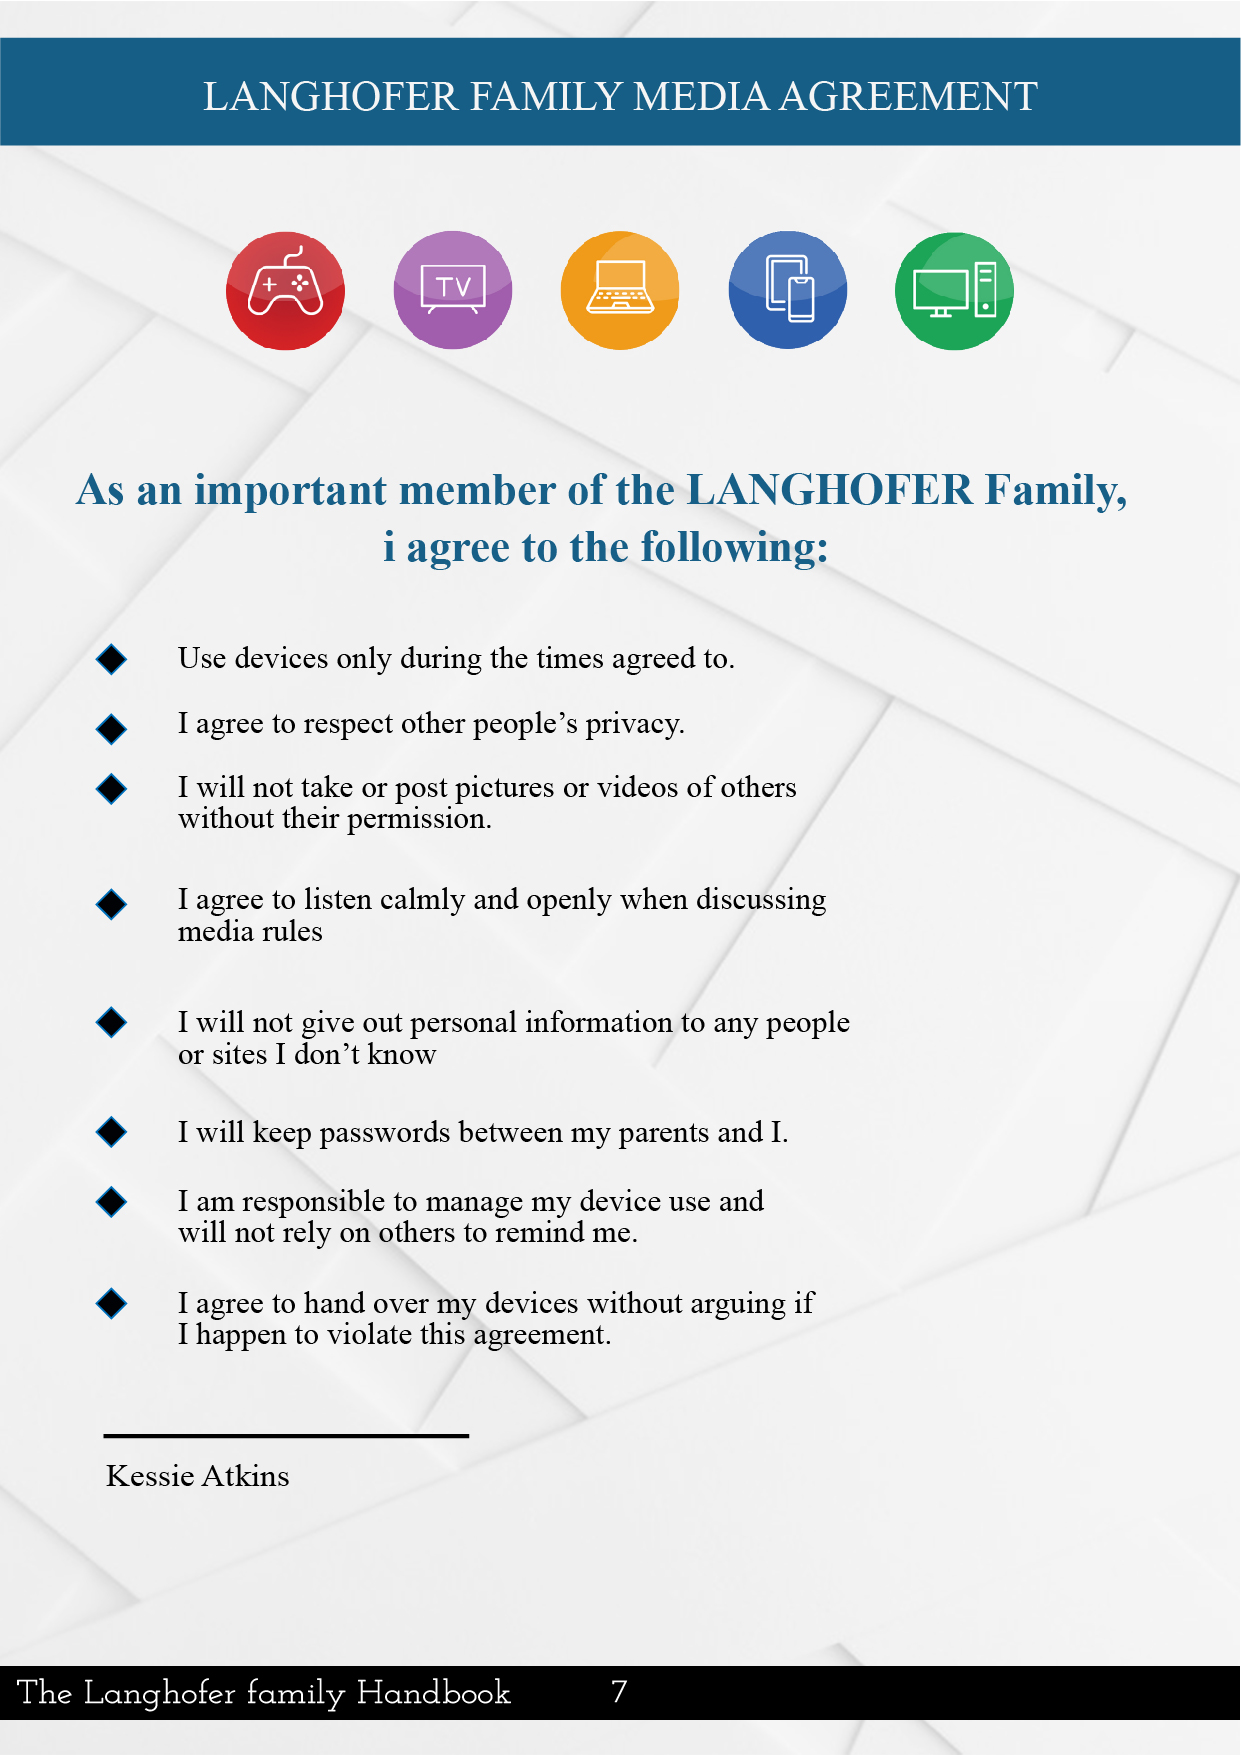 LANGHOFER FAMILY MEDIA AGREEMENT
TV
As an important member of the LANGHOFER Family,
i agree to the following:
Use devices only during the times agreed to.
I agree to respect other people’s privacy.
I will not take or post pictures or videos of others
without their permission.
I agree to listen calmly and openly when discussing
media rules
I will not give out personal information to any people
or sites I don’t know
I will keep passwords between my parents and I.
I am responsible to manage my device use and
will not rely on others to remind me.
I agree to hand over my devices without arguing if
I happen to violate this agreement.
Kessie Atkins
The Langhofer family Handbook 7